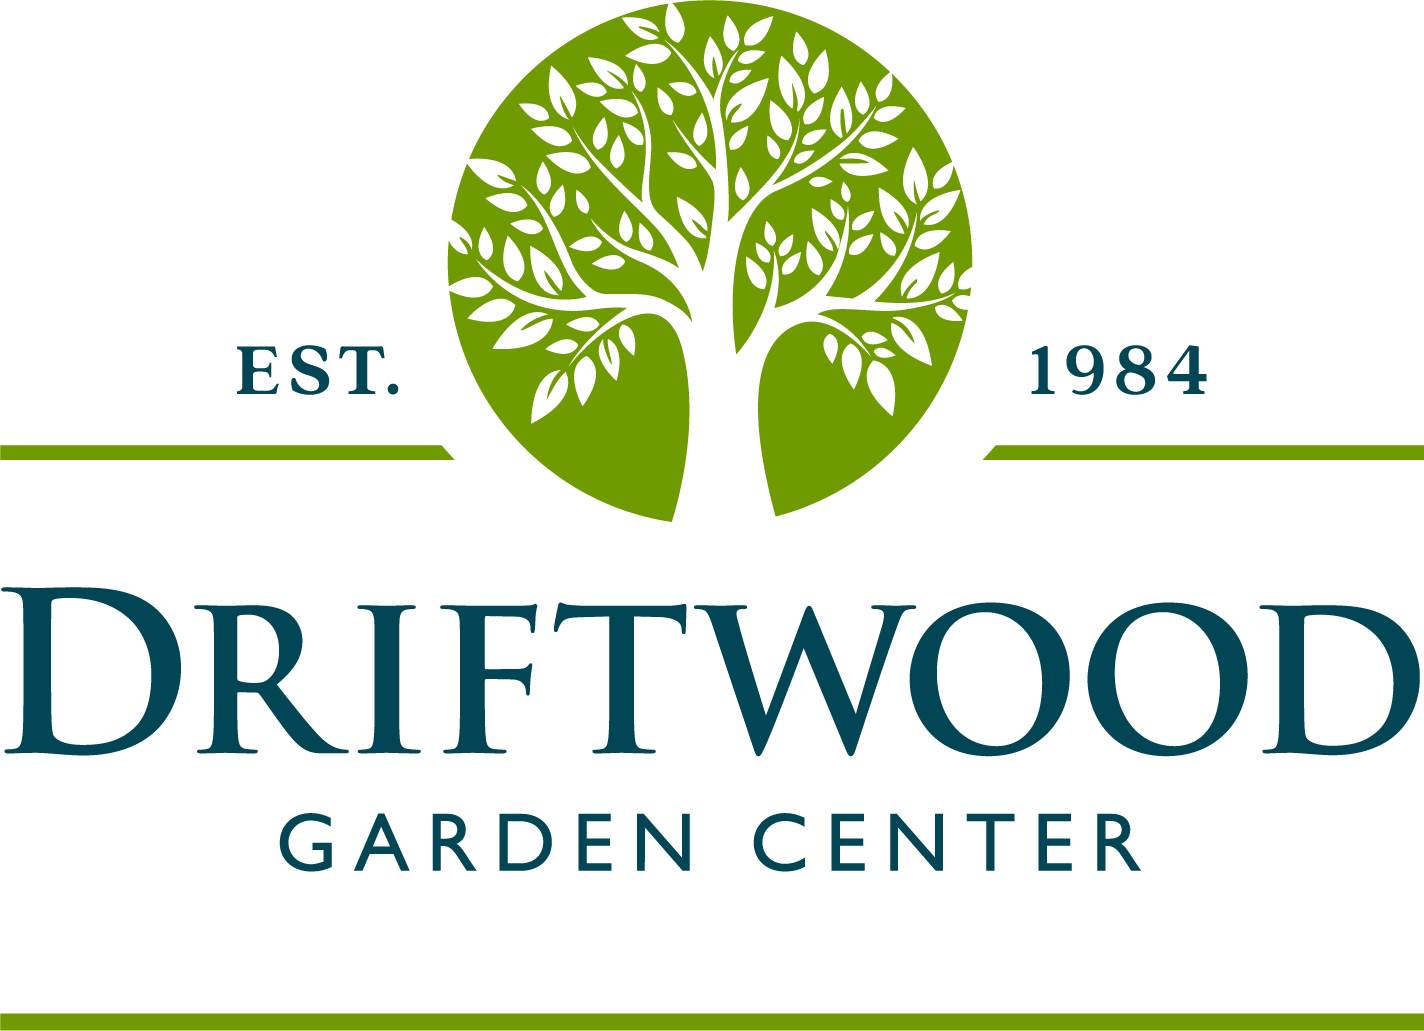 EST. 1984
DRIFTWOOD
GARDEN CENTER